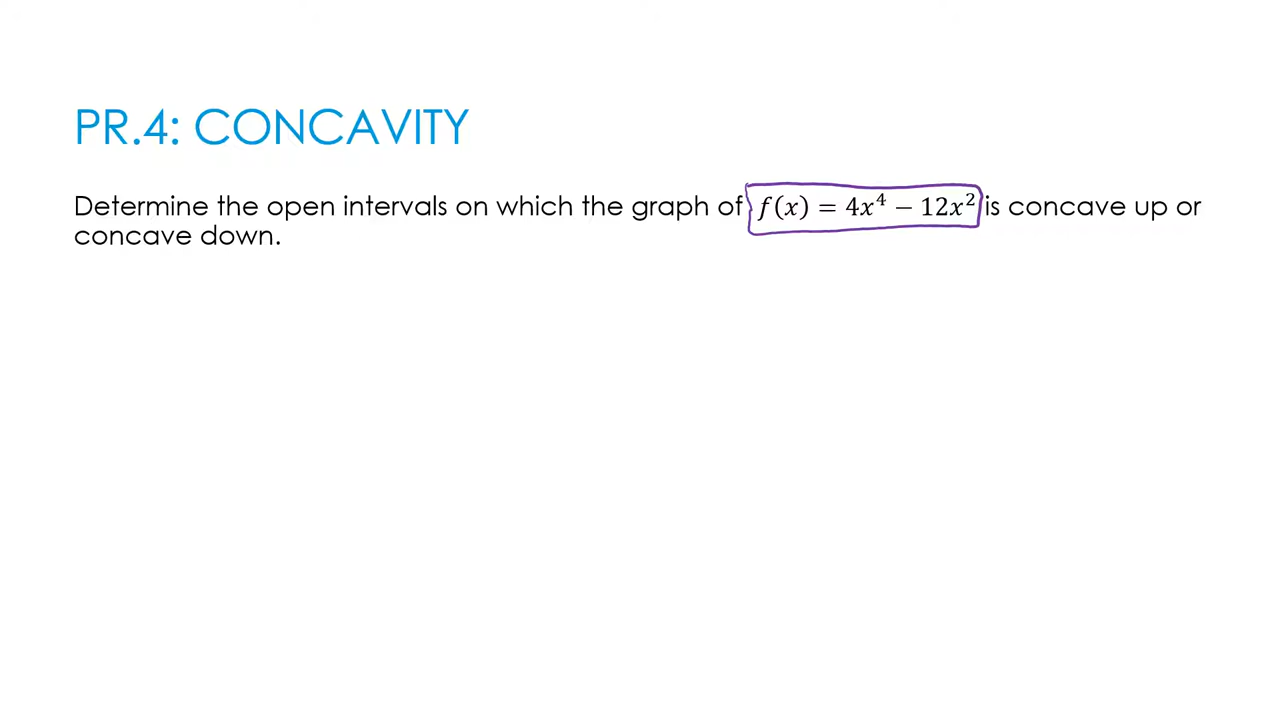 PR.4: CONCAVITY
Determine the open intervals on which the graph of f(x) = 4x⁴ − 12x² is concave up or
concave down.